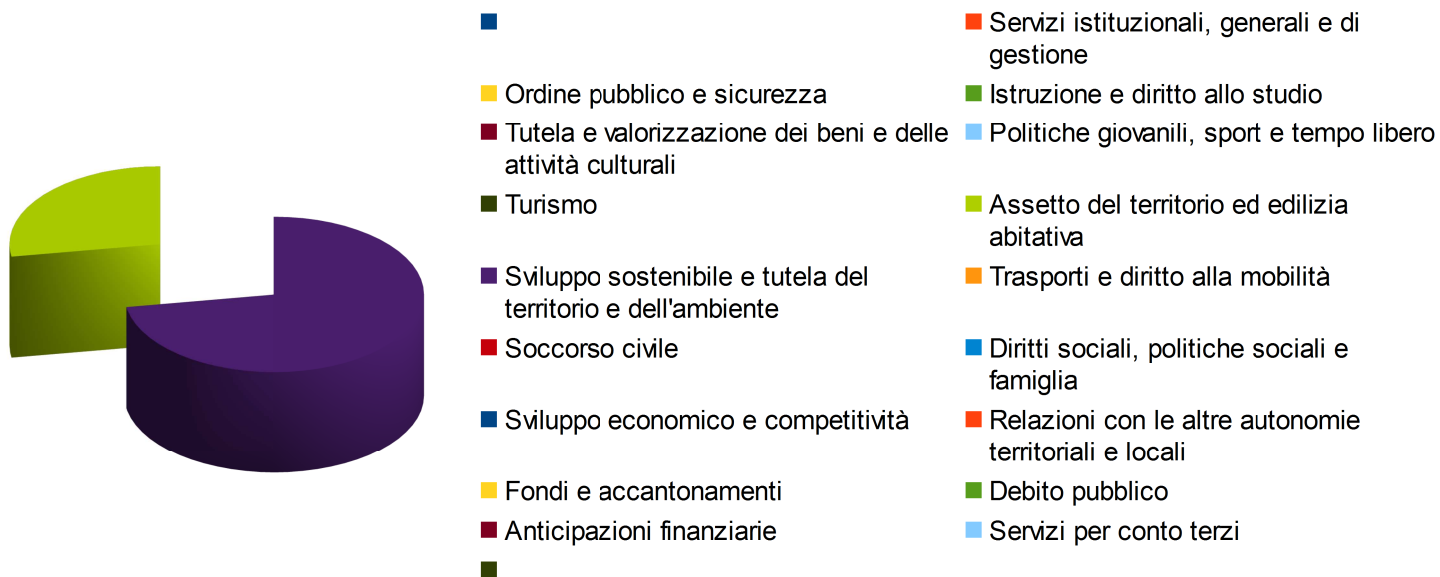 Servizi istituzionali, generali e di
gestione
Ordine pubblico e sicurezza
Istruzione e diritto allo studio
Tutela e valorizzazione dei beni e delle
attività culturali
Politiche giovanili, sport e tempo libero
Turismo
Assetto del territorio ed edilizia
abitativa
Sviluppo sostenibile e tutela del
territorio e dell'ambiente
Trasporti e diritto alla mobilità
Soccorso civile
Diritti sociali, politiche sociali e
famiglia
Sviluppo economico e competitività
Relazioni con le altre autonomie
territoriali e locali
Fondi e accantonamenti
Debito pubblico
Anticipazioni finanziarie
Servizi per conto terzi